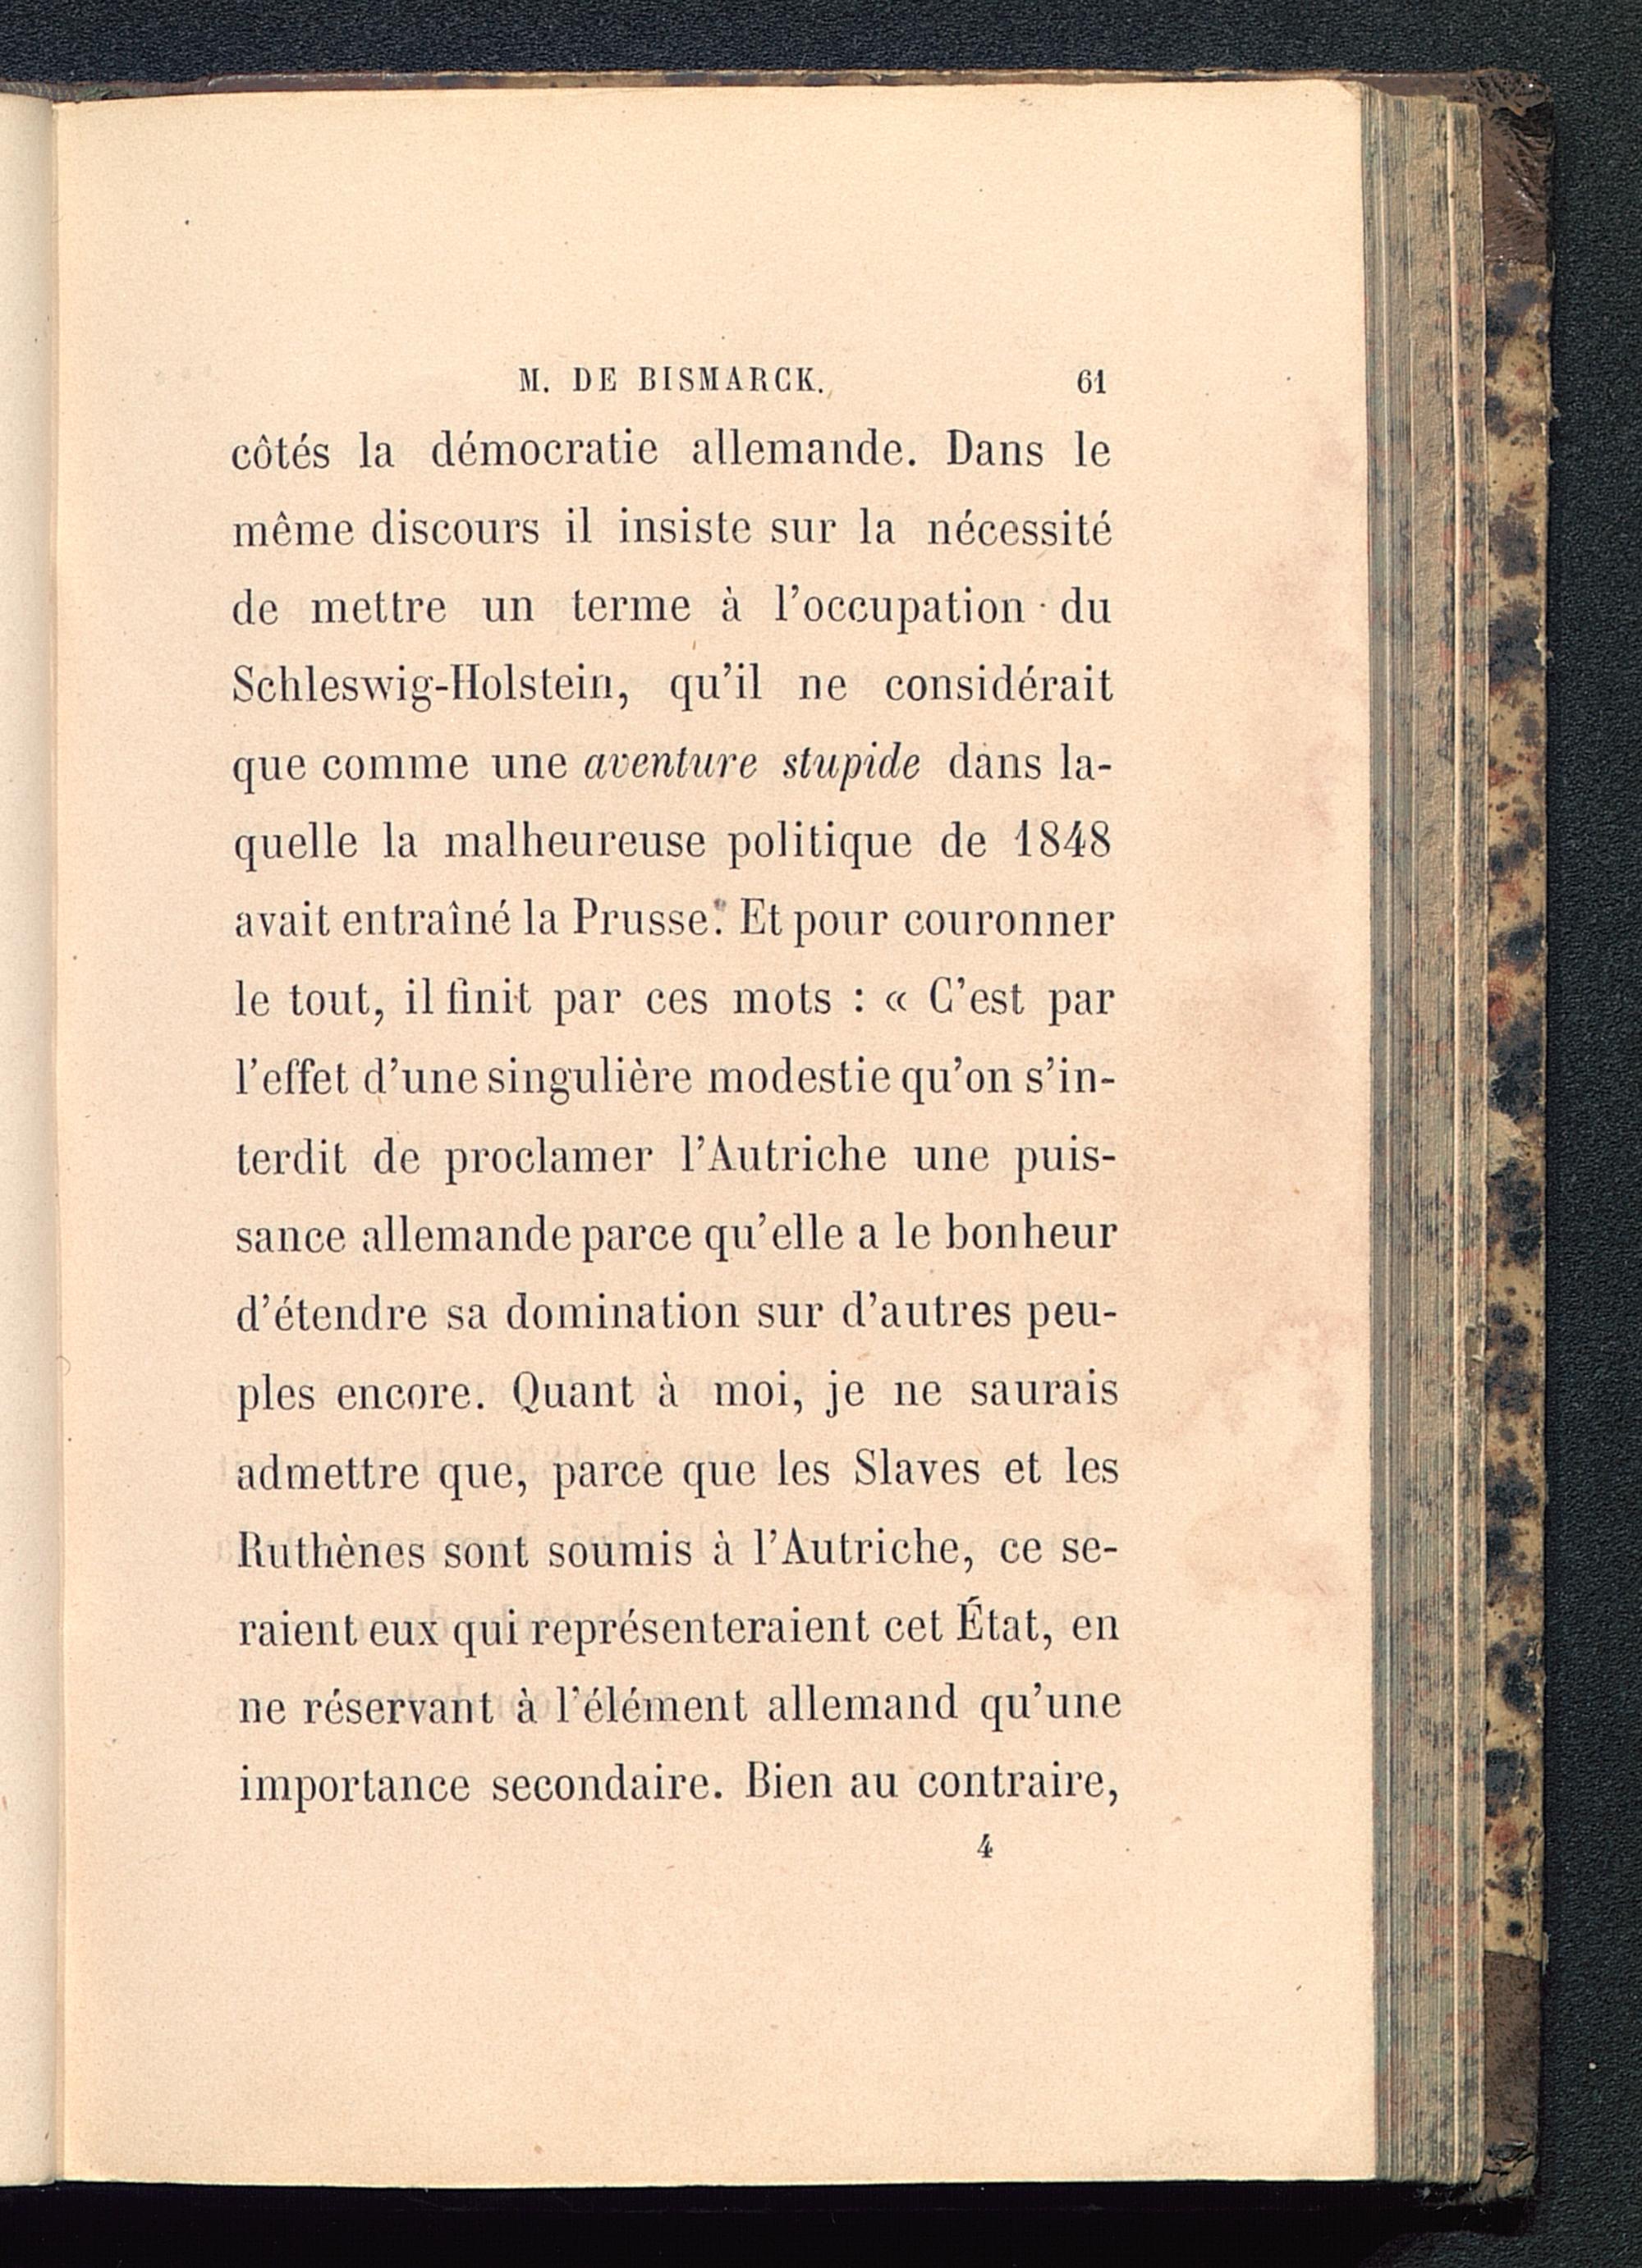 M. DE BISMARCK. 61
côtés la démocratie allemande. Dans le
même discours il insiste sur la nécessité
de mettre un terme à l'occupation du
Schleswig-Holstein, qu'il ne considérait
que comme une aventure stupide dans la-
quelle la malheureuse politique de 1848
avait entraîné la Prusse. Et pour couronner
le tout, il finit par ces mots : « C'est par
l'effet d'une singulière modestie qu'on s'in-
terdit de proclamer l'Autriche une puis-
sance allemande parce qu'elle a le bonheur
d'étendre sa domination sur d'autres peu-
ples encore. Quant à moi, je ne saurais
admettre que, parce que les Slaves et les
Ruthènes sont soumis à l'Autriche, ce se-
raient eux qui représenteraient cet État, en
ne réservant à l'élément allemand qu'une
importance secondaire. Bien au contraire,
4